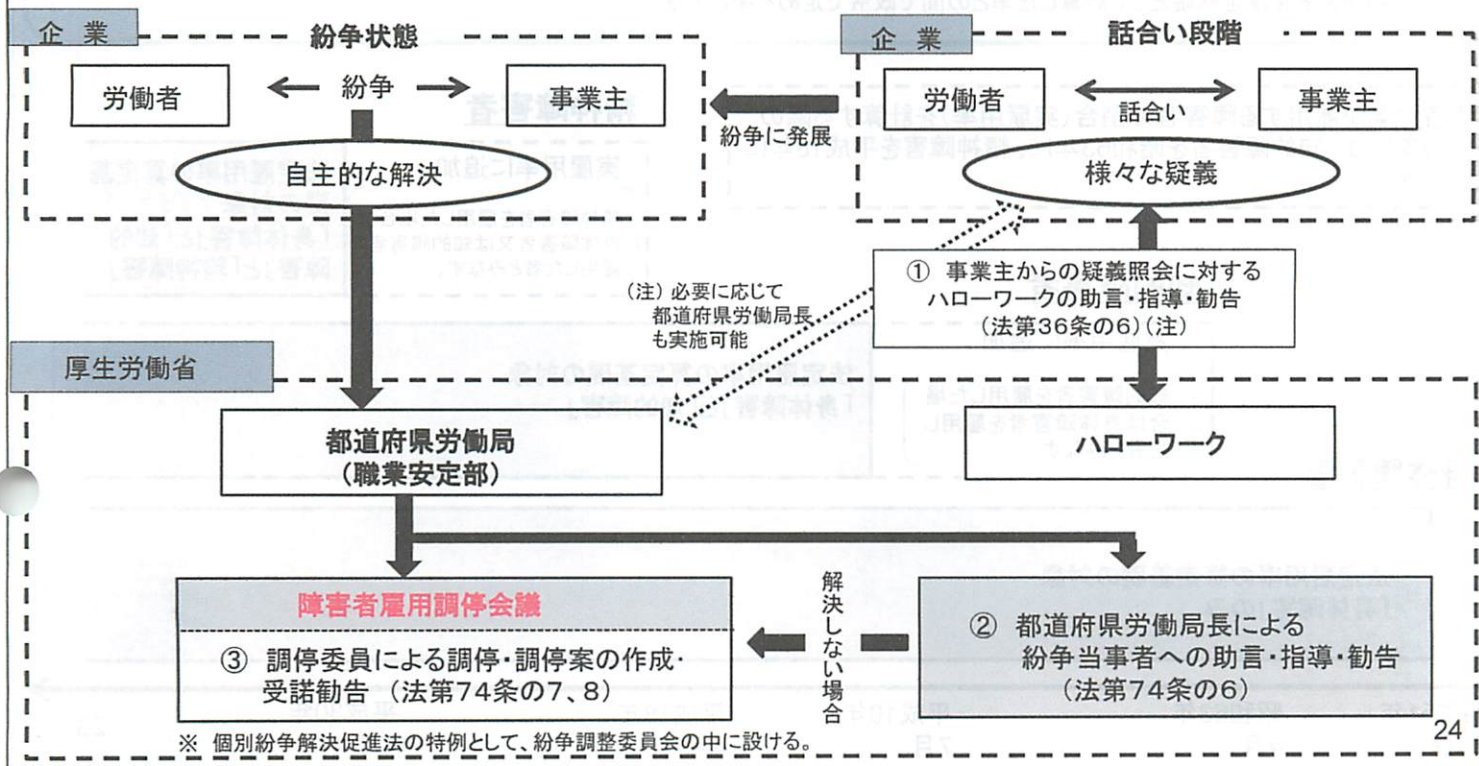 企 業
紛争状態
労働者
紛争
事業主
自主的な解決
紛争に発展
企 業
話合い段階
労働者
話合い
事業主
様々な疑義
① 事業主からの疑義照会に対する
ハローワークの助言・指導・勧告
(法第36条の6)(注)
(注) 必要に応じて
都道府県労働局長
も実施可能
厚生労働省
都道府県労働局
(職業安定部)
ハローワーク
障害者雇用調停会議
③ 調停委員による調停・調停案の作成・
受諾勧告 (法第74条の7、8)
解決しない場合
② 都道府県労働局長による
紛争当事者への助言・指導・勧告
(法第74条の6)
※ 個別紛争解決促進法の特例として、紛争調整委員会の中に設ける。
24